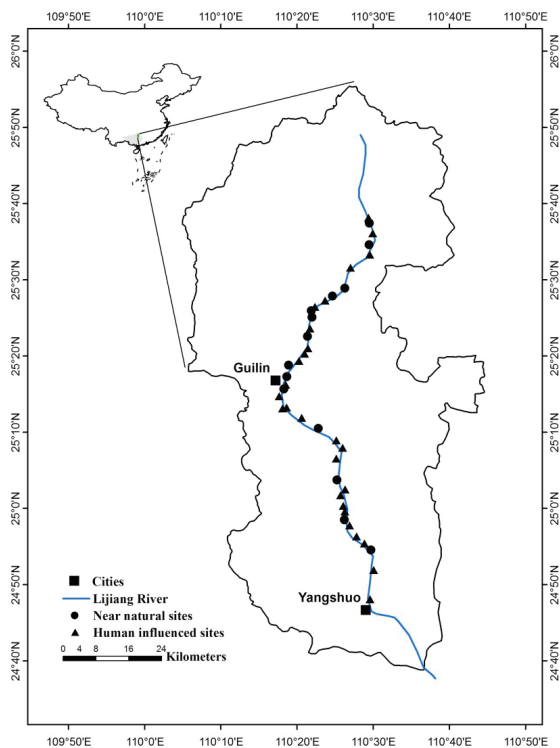 109°50'E 110°0'E 110°10'E 110°20'E 110°30'E 110°40'E 110°50'E
26°0'N 26°0'N
25°50'N 25°50'N
25°40'N 25°40'N
25°30'N 25°30'N
25°20'N 25°20'N
Guilin
25°10'N 25°10'N
25°0'N 25°0'N
24°50'N 24°50'N
24°40'N 24°40'N
Cities
Lijiang River
Yangshuo
Near natural sites
Human influenced sites
0 4 8 16 24
Kilometers
109°50'E 110°0'E 110°10'E 110°20'E 110°30'E 110°40'E 110°50'E